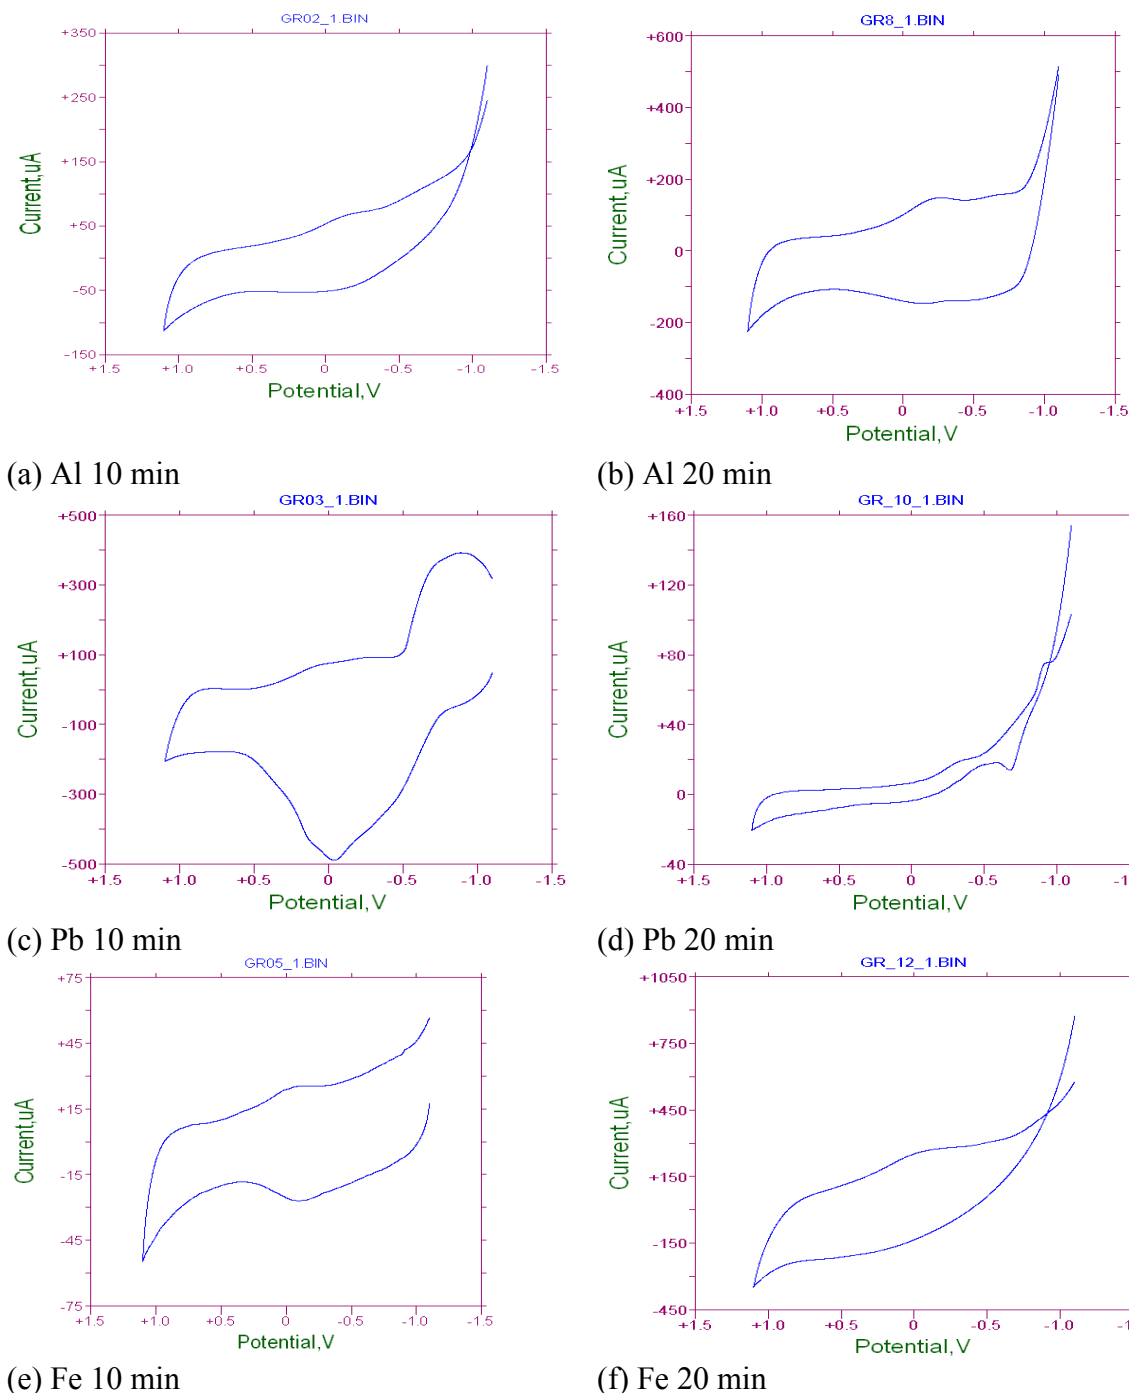 GR02_1.BIN
+350
+250
+150
+50
-50
-150
+1.5 +1.0 +0.5 0 -0.5 -1.0 -1.5
Current,uA
Potential,V
(a) Al 10 min
GR8_1.BIN
+600
+400
+200
0
-200
-400
+1.5 +1.0 +0.5 0 -0.5 -1.0 -1.5
Current,uA
Potential,V
(b) Al 20 min
GR03_1.BIN
+500
+300
+100
-100
-300
-500
+1.5 +1.0 +0.5 0 -0.5 -1.0 -1.5
Current,uA
Potential,V
(c) Pb 10 min
GR_10_1.BIN
+160
+120
+80
+40
0
-40
+1.5 +1.0 +0.5 0 -0.5 -1.0 -1.
Current,uA
Potential,V
(d) Pb 20 min
GR05_1.BIN
+75
+45
+15
-15
-45
-75
+1.5 +1.0 +0.5 0 -0.5 -1.0 -1.5
Current,uA
Potential,V
(e) Fe 10 min
GR_12_1.BIN
+1050
+750
+450
+150
-150
-450
+1.5 +1.0 +0.5 0 -0.5 -1.0 -1.
Current,uA
Potential,V
(f) Fe 20 min